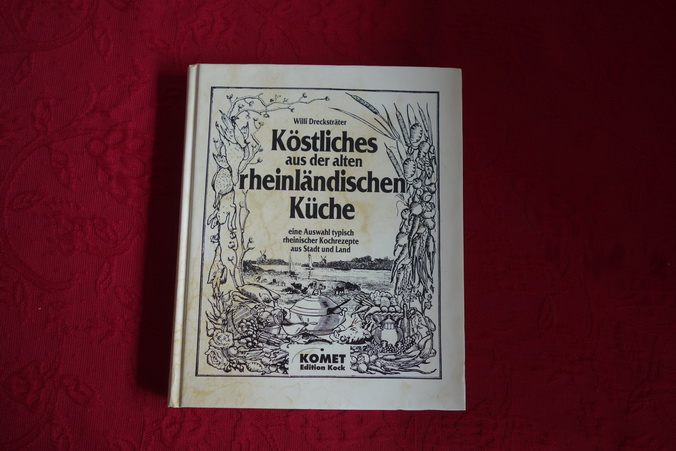 Willi Drecksträter
Köstliches
aus der alten
rheinländischen
Küche
eine Auswahl typisch
rheinischer Kochrezepte
aus Stadt und Land
KOMET
Edition Kock